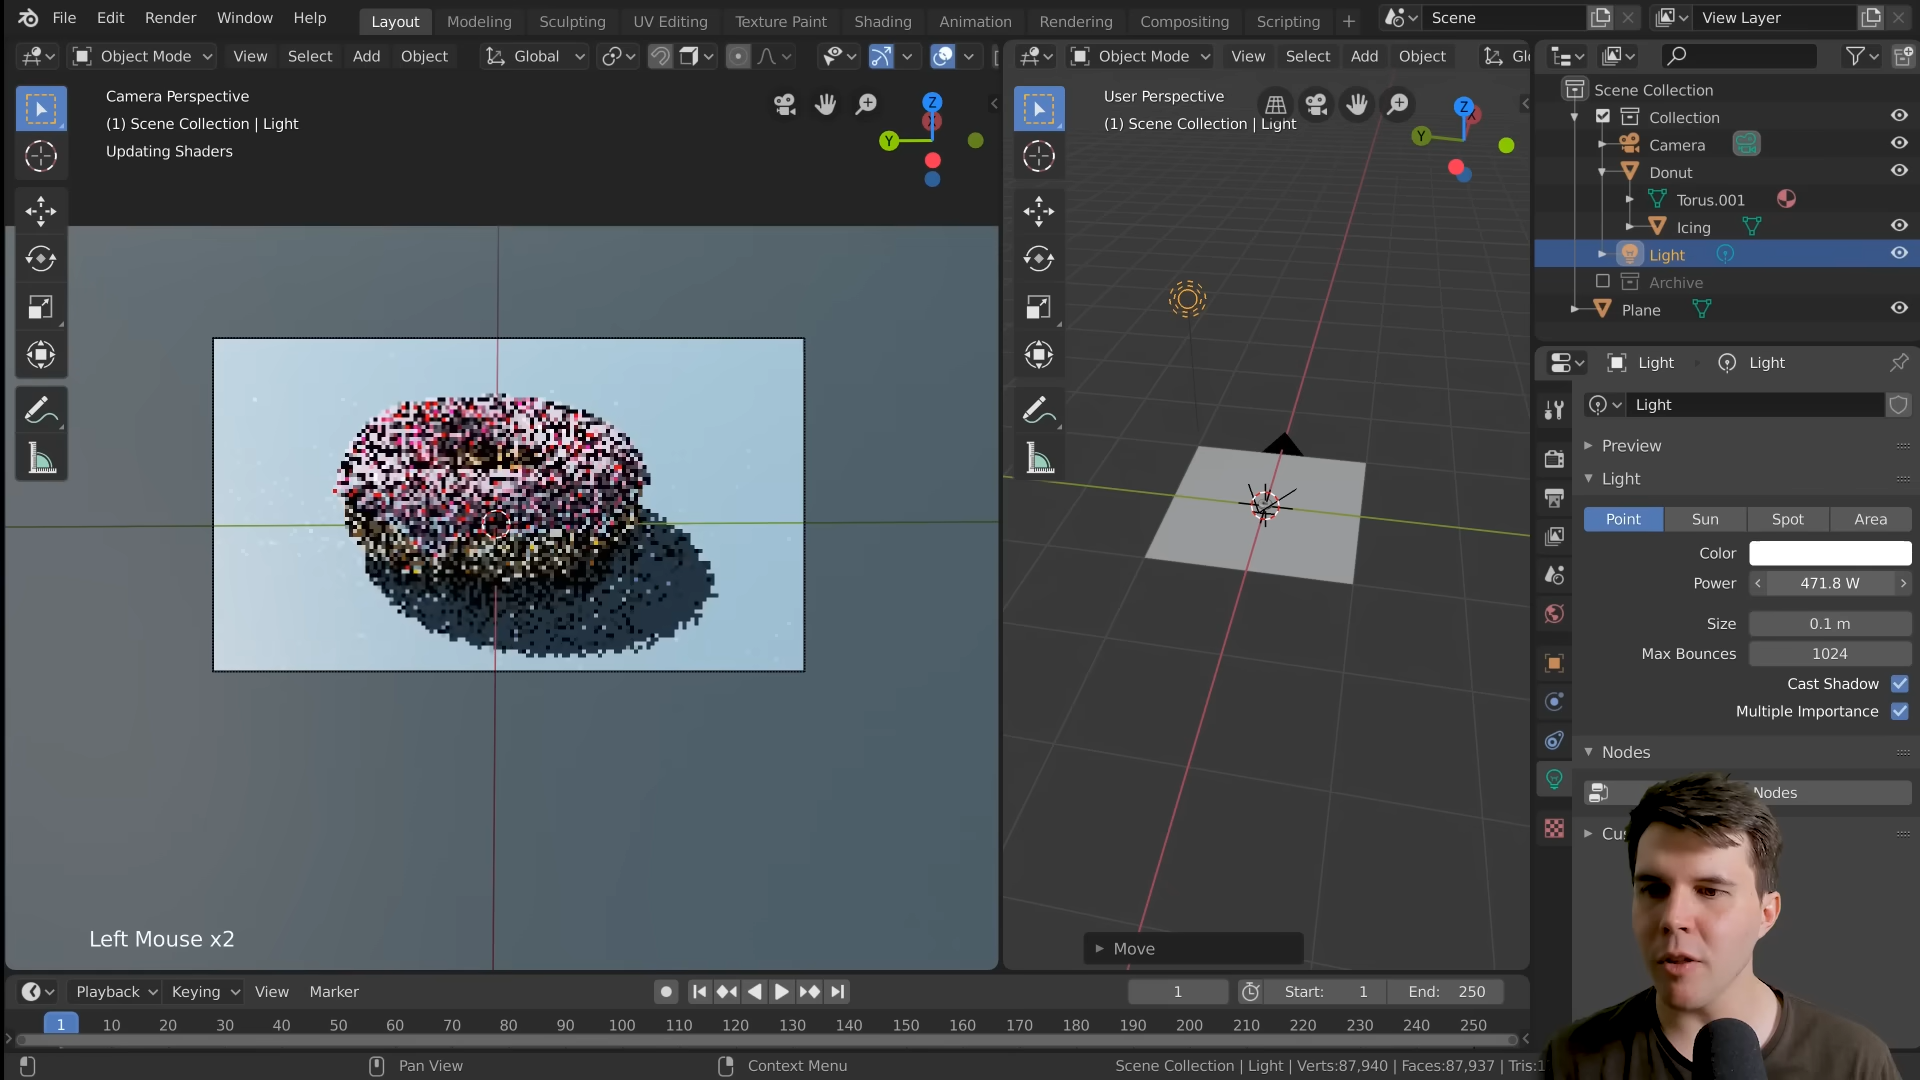 File Edit Render Window Help Layout Modeling Sculpting UV Editing Texture Paint Shading Animation Rendering Compositing Scripting + Scene View Layer
Object Mode View Select Add Object Global
Object Mode View Select Add Object
Camera Perspective
(1) Scene Collection | Light
Updating Shaders
Z
Y
User Perspective
(1) Scene Collection | Light
Z
X
Y
Scene Collection
Collection
Camera
Donut
Torus.001
Icing
Light
Archive
Plane
Light Light
Light
Preview
Light
Point Sun Spot Area
Color
Power 471.8 W
Size 0.1 m
Max Bounces 1024
Cast Shadow
Multiple Importance
Nodes
Nodes
Left Mouse x2
Move
Playback Keying View Marker 1 Start: 1 End: 250
1 10 20 30 40 50 60 70 80 90 100 110 120 130 140 150 160 170 180 190 200 210 220 230 240 250
Pan View Context Menu Scene Collection | Light | Verts:87,940 | Faces:87,937 | Tris: